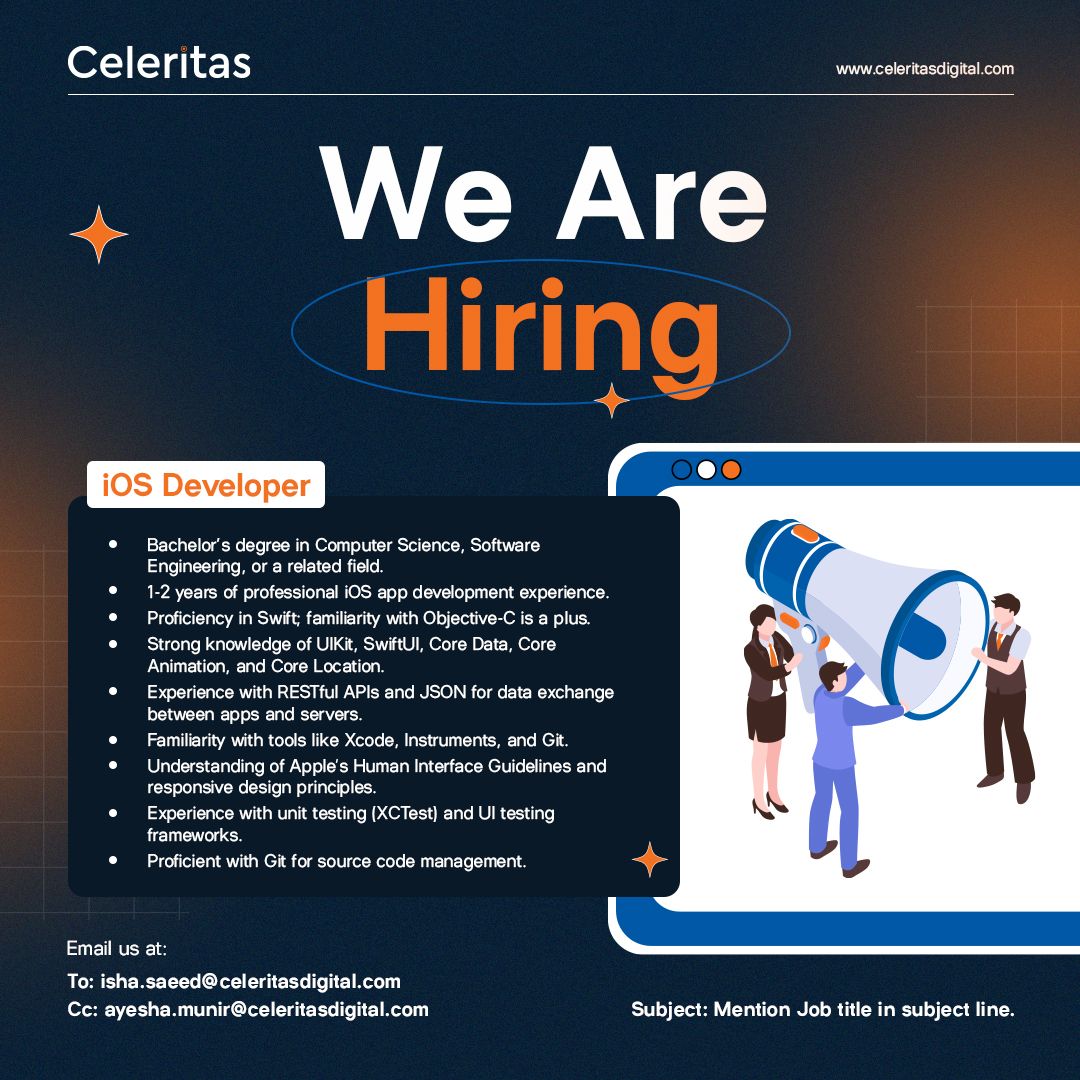 Celeritas
www.celeritasdigital.com
We Are
Hiring
iOS Developer
• Bachelor's degree in Computer Science, Software
Engineering, or a related field.
• 1-2 years of professional iOS app development experience.
• Proficiency in Swift; familiarity with Objective-C is a plus.
• Strong knowledge of UIKit, SwiftUI, Core Data, Core
Animation, and Core Location.
• Experience with RESTful APIs and JSON for data exchange
between apps and servers.
• Familiarity with tools like Xcode, Instruments, and Git.
• Understanding of Apple's Human Interface Guidelines and
responsive design principles.
• Experience with unit testing (XCTest) and UI testing
frameworks.
• Proficient with Git for source code management.
Email us at:
To: isha.saeed@celeritasdigital.com
Cc: ayesha.munir@celeritasdigital.com
Subject: Mention Job title in subject line.